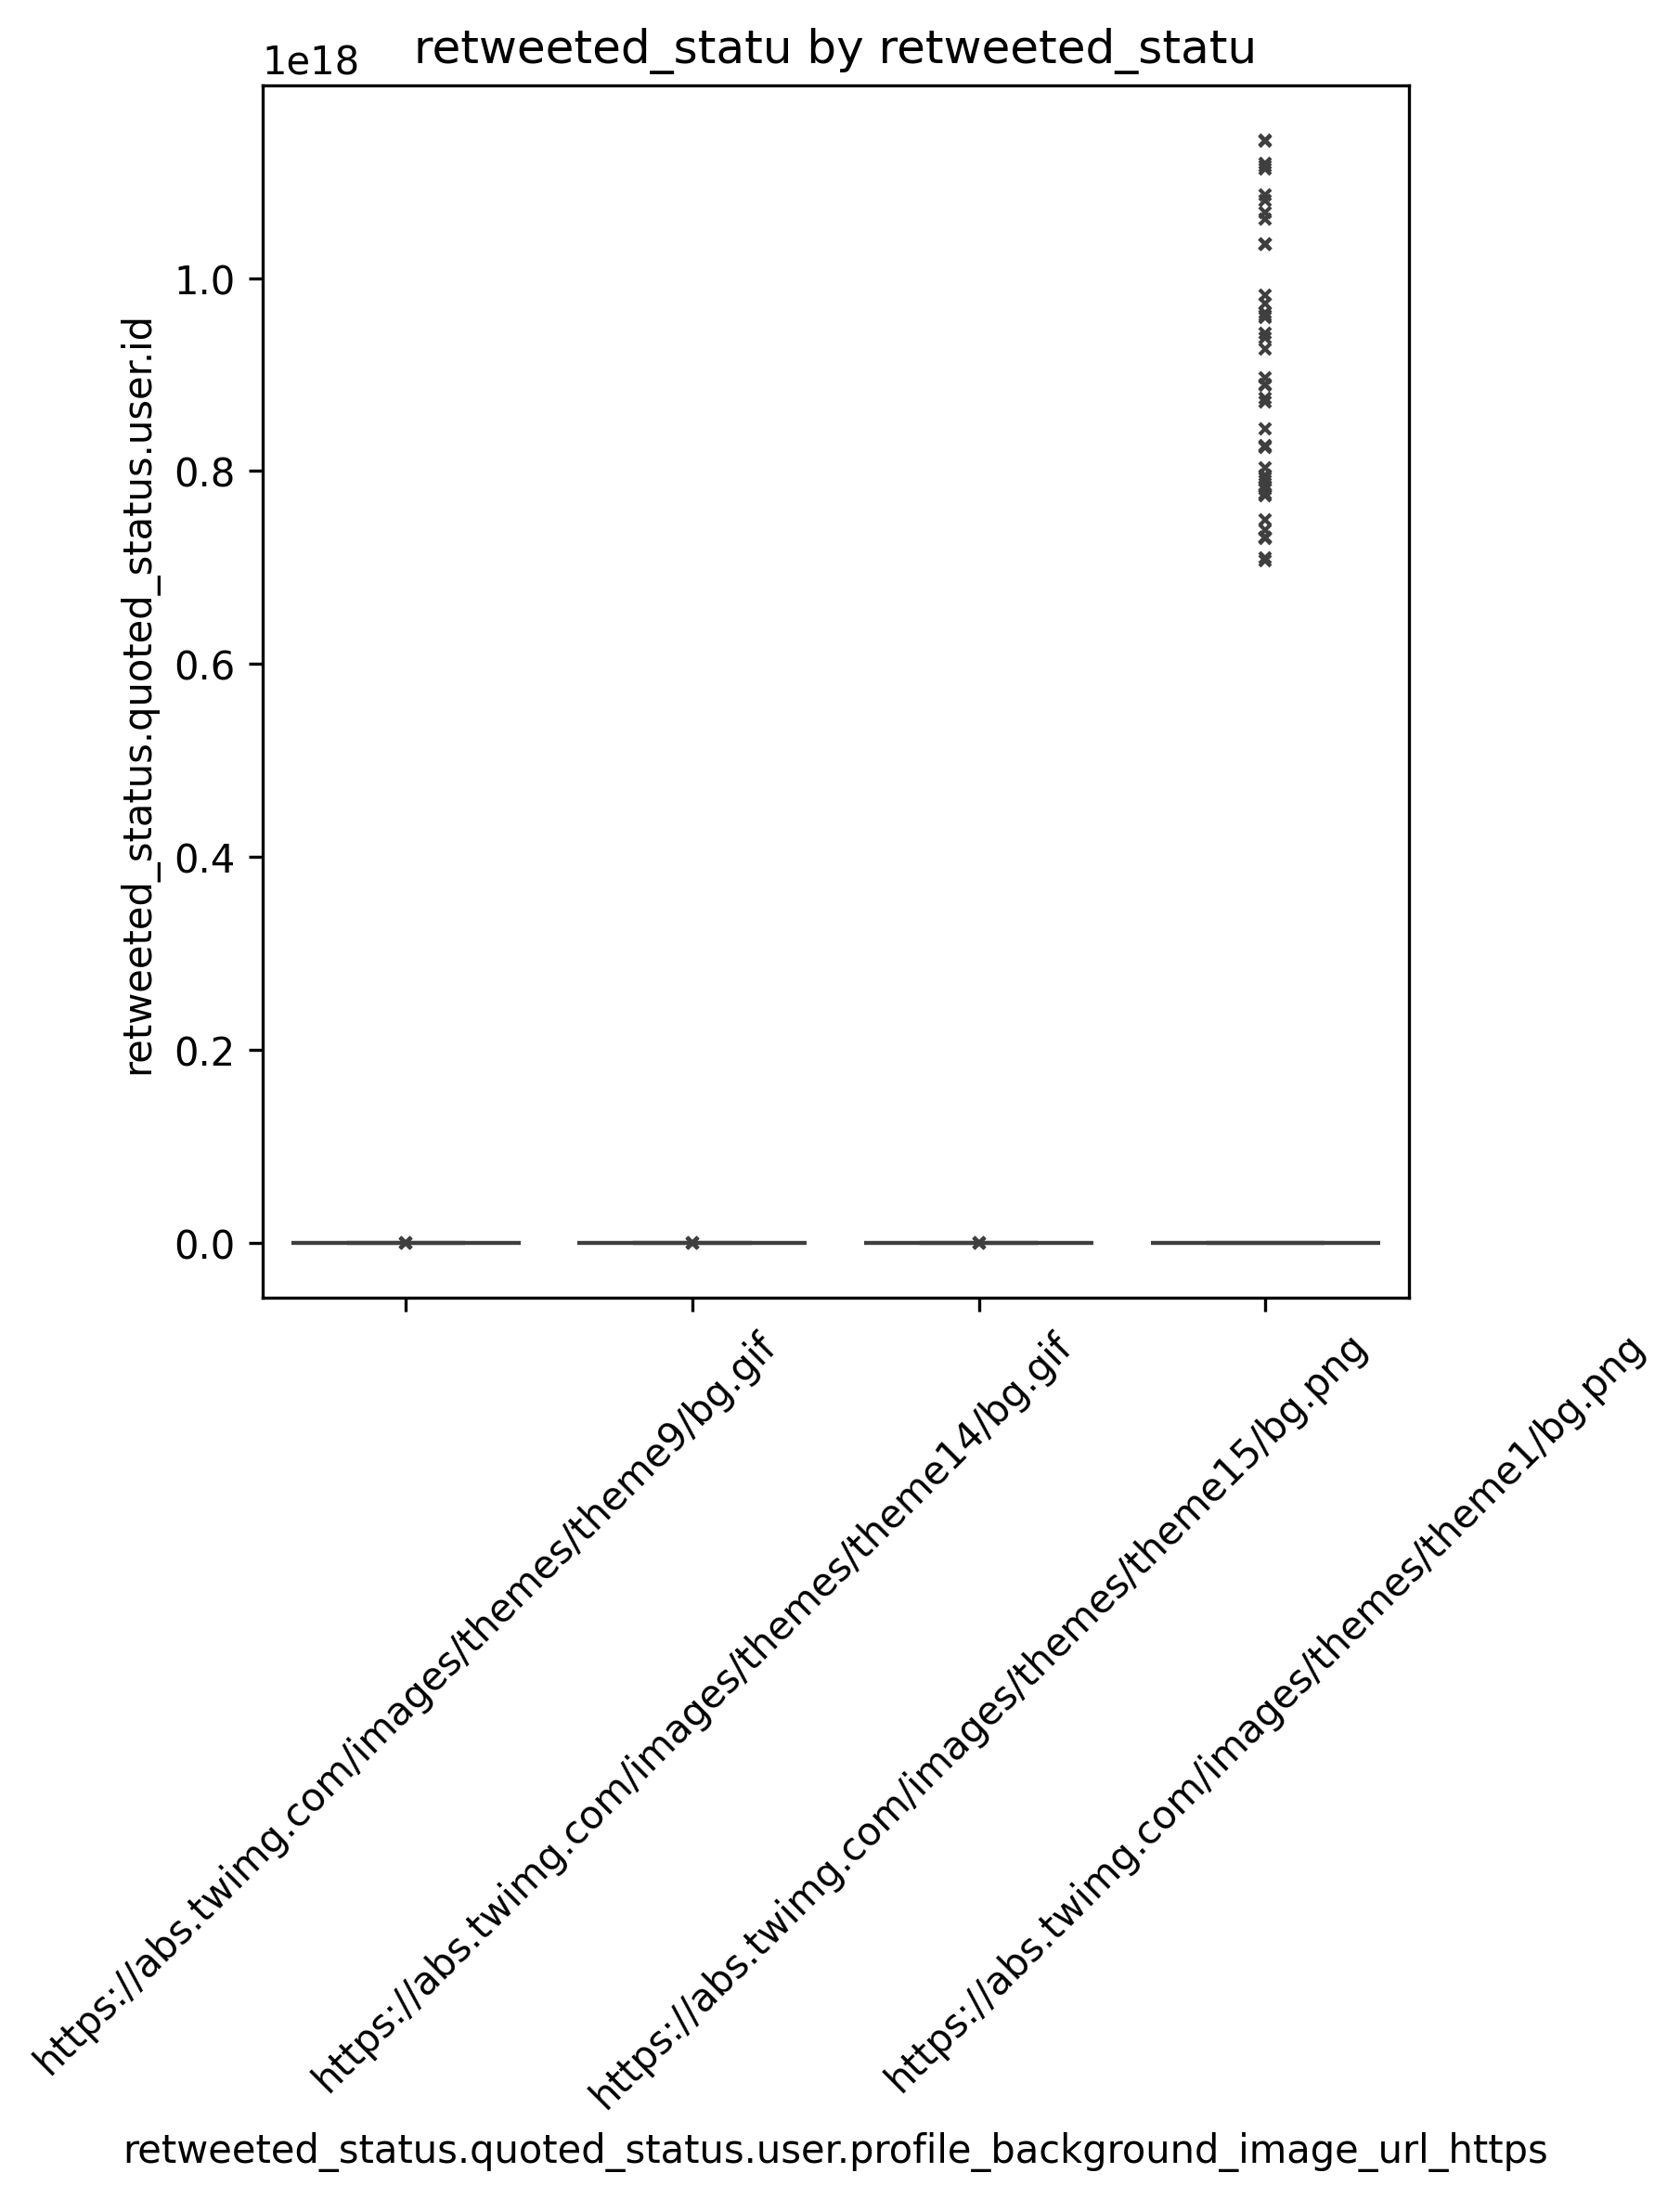 retweeted_statu by retweeted_statu
1e18
1.0
0.8
0.6
0.4
0.2
0.0
retweeted_status.quoted_status.user.id
https://abs.twimg.com/images/themes/theme9/bg.gif
https://abs.twimg.com/images/themes/theme14/bg.gif
https://abs.twimg.com/images/themes/theme15/bg.png
https://abs.twimg.com/images/themes/theme1/bg.png
retweeted_status.quoted_status.user.profile_background_image_url_https